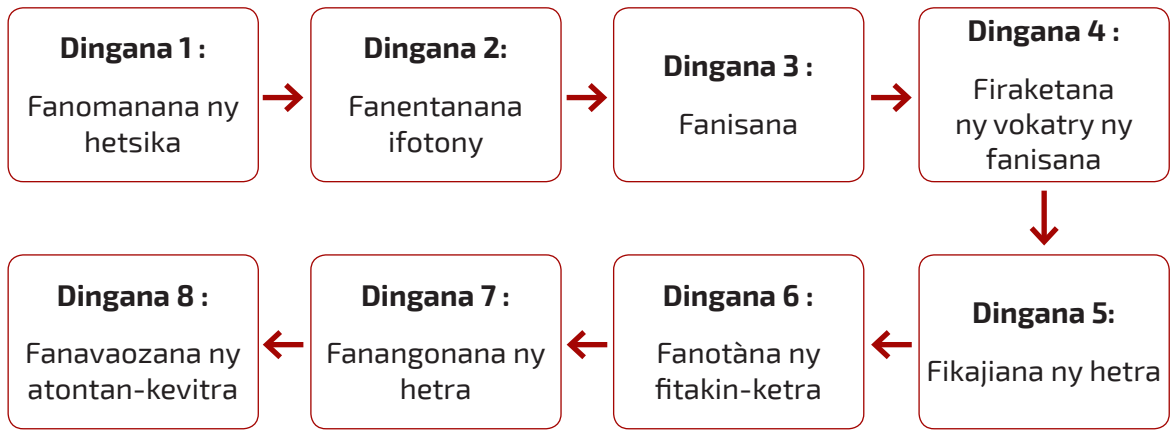 Dingana 1 :
Fanomanana ny
hetsika
Dingana 2:
Fanentanana
ifotony
Dingana 3 :
Fanisana
Dingana 4 :
Firaketana
ny vokatry ny
fanisana
Dingana 5:
Fikajiana ny hetra
Dingana 6 :
Fanotàna ny
fitakin-ketra
Dingana 7 :
Fanangonana ny
hetra
Dingana 8 :
Fanavaozana ny
atontan-kevitra